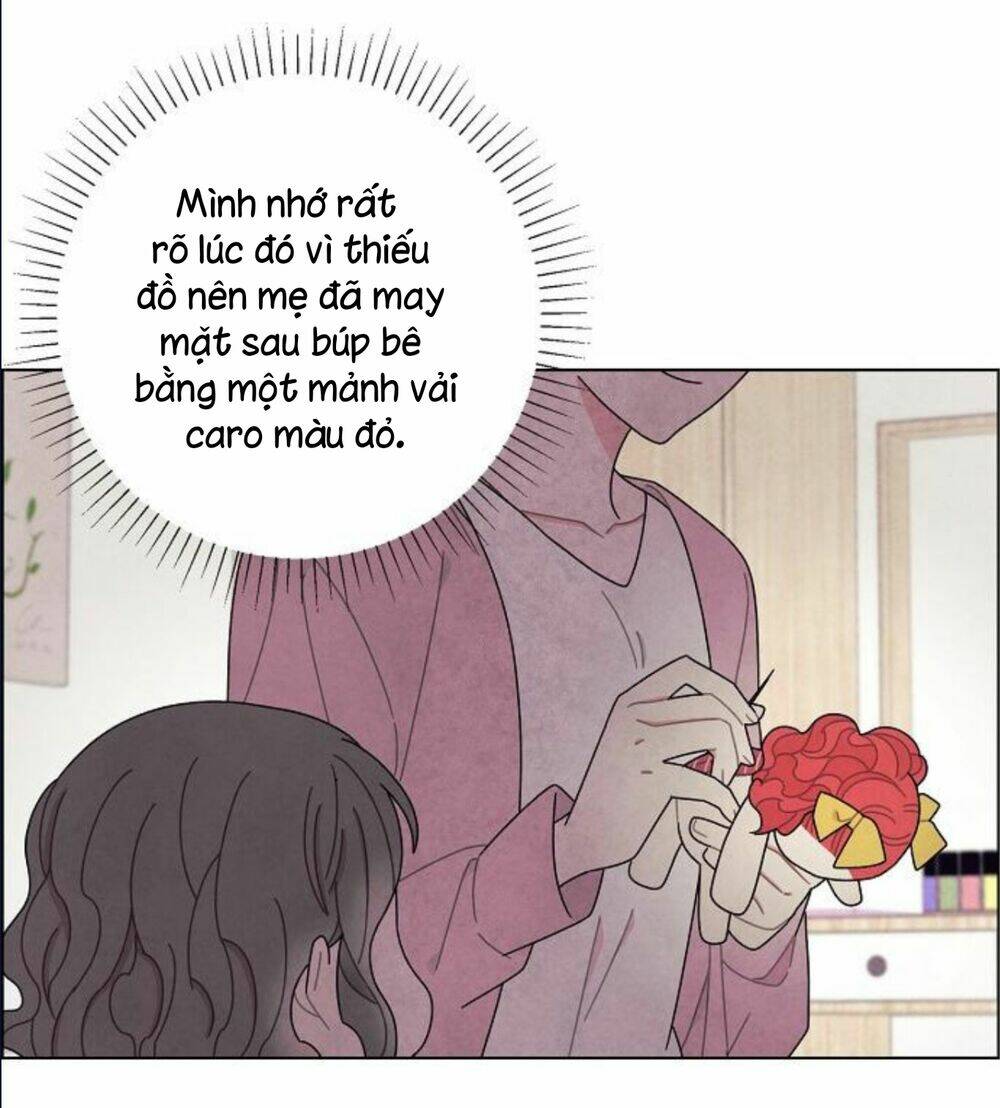 Mình nhớ rất
rõ lúc đó vì thiếu
đồ nên mẹ đã may
mặt sau búp bê
bằng một mảnh vải
caro màu đỏ.